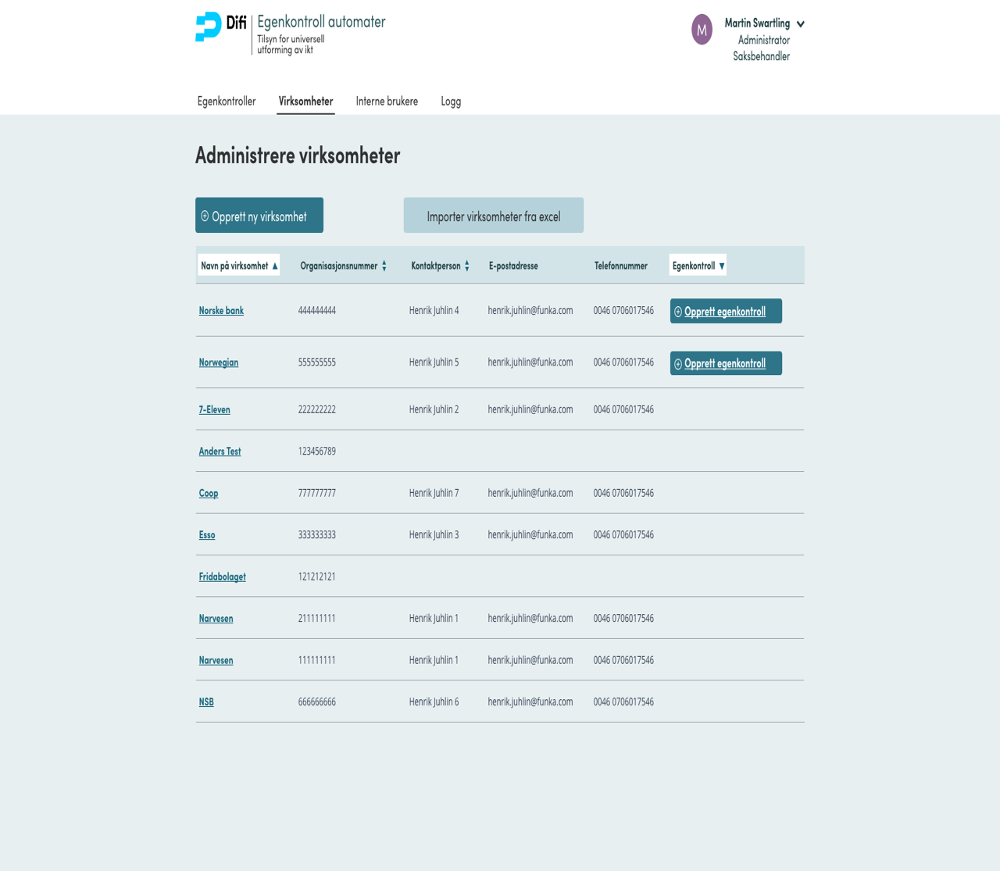 Difi
Egenkontroll automater
Tilsyn for universell
utforming av ikt
M
Martin Swartling
Administrator
Saksbehandler
Egenkontroller Virksomheter Interne brukere Logg
Administrere virksomheter
Opprett ny virksomhet Importer virksomheter fra excel
Navn på virksomhet Organisasjonsnummer Kontaktperson E-postadresse Telefonnummer Egenkontroll
Norske bank 444444444 Henrik Juhlin 4 henrik.juhlin@funka.com 0046 0706017546 Opprett egenkontroll
Norwegian 555555555 Henrik Juhlin 5 henrik.juhlin@funka.com 0046 0706017546 Opprett egenkontroll
7-Eleven 222222222 Henrik Juhlin 2 henrik.juhlin@funka.com 0046 0706017546
Anders Test 123456789
Coop 777777777 Henrik Juhlin 7 henrik.juhlin@funka.com 0046 0706017546
Esso 333333333 Henrik Juhlin 3 henrik.juhlin@funka.com 0046 0706017546
Fridabolaget 121212121
Narvesen 211111111 Henrik Juhlin 1 henrik.juhlin@funka.com 0046 0706017546
Narvesen 111111111 Henrik Juhlin 1 henrik.juhlin@funka.com 0046 0706017546
NSB 666666666 Henrik Juhlin 6 henrik.juhlin@funka.com 0046 0706017546